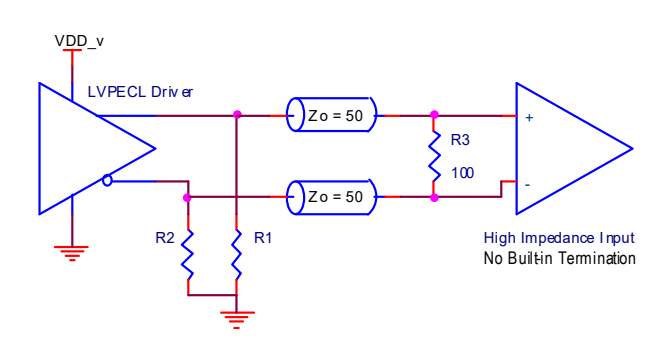 VDD_v
LVPECL Driver
Zo = 50
+
R3
100
Zo = 50
-
R2
R1
High Impedance Input
No Built-in Termination